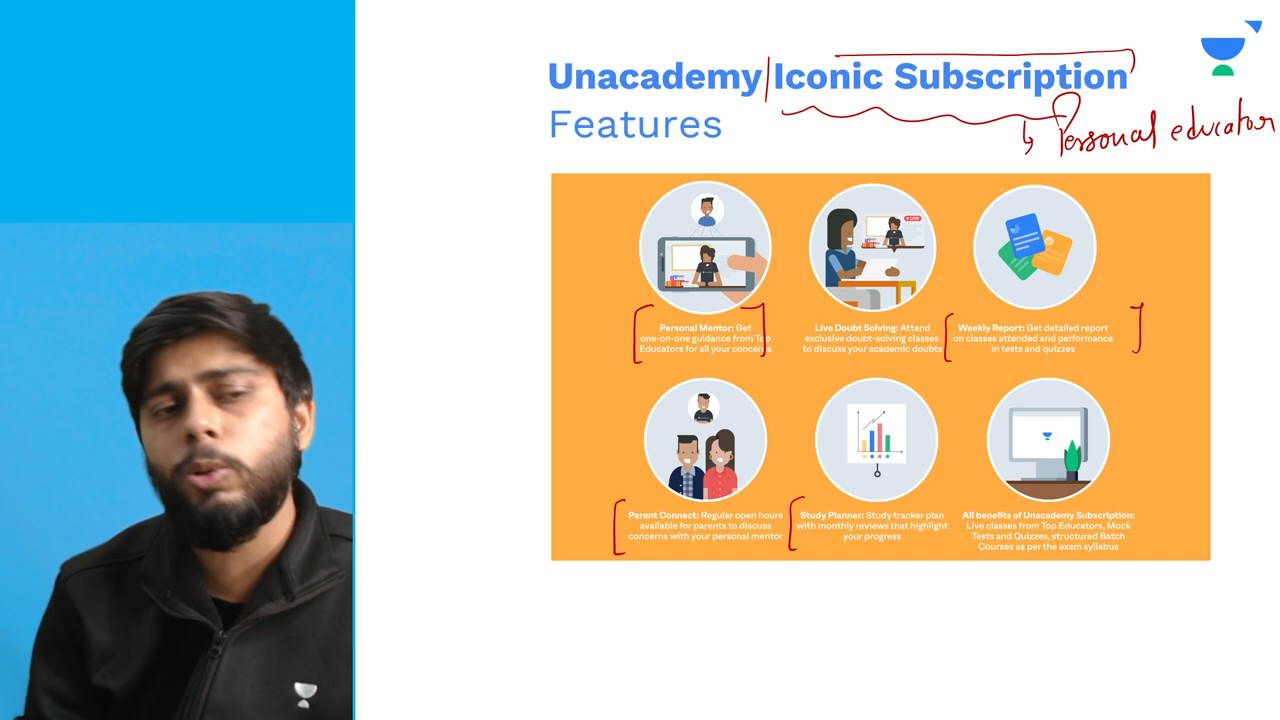 Unacademy Iconic Subscription
Features
↳ Personal educator
LIVE
Personal Mentor: Get
one-on-one guidance from Top
Educators for all your concerns
Live Doubt Solving: Attend
exclusive doubt-solving classes
to discuss your academic doubts
Weekly Report: Get detailed report
on classes attended and performance
in tests and quizzes
Parent Connect: Regular open hours
available for parents to discuss
concerns with your personal mentor
Study Planner: Study tracker plan
with monthly reviews that highlight
your progress
All benefits of Unacademy Subscription:
Live classes from Top Educators, Mock
Tests and Quizzes, structured Batch
Courses as per the exam syllabus